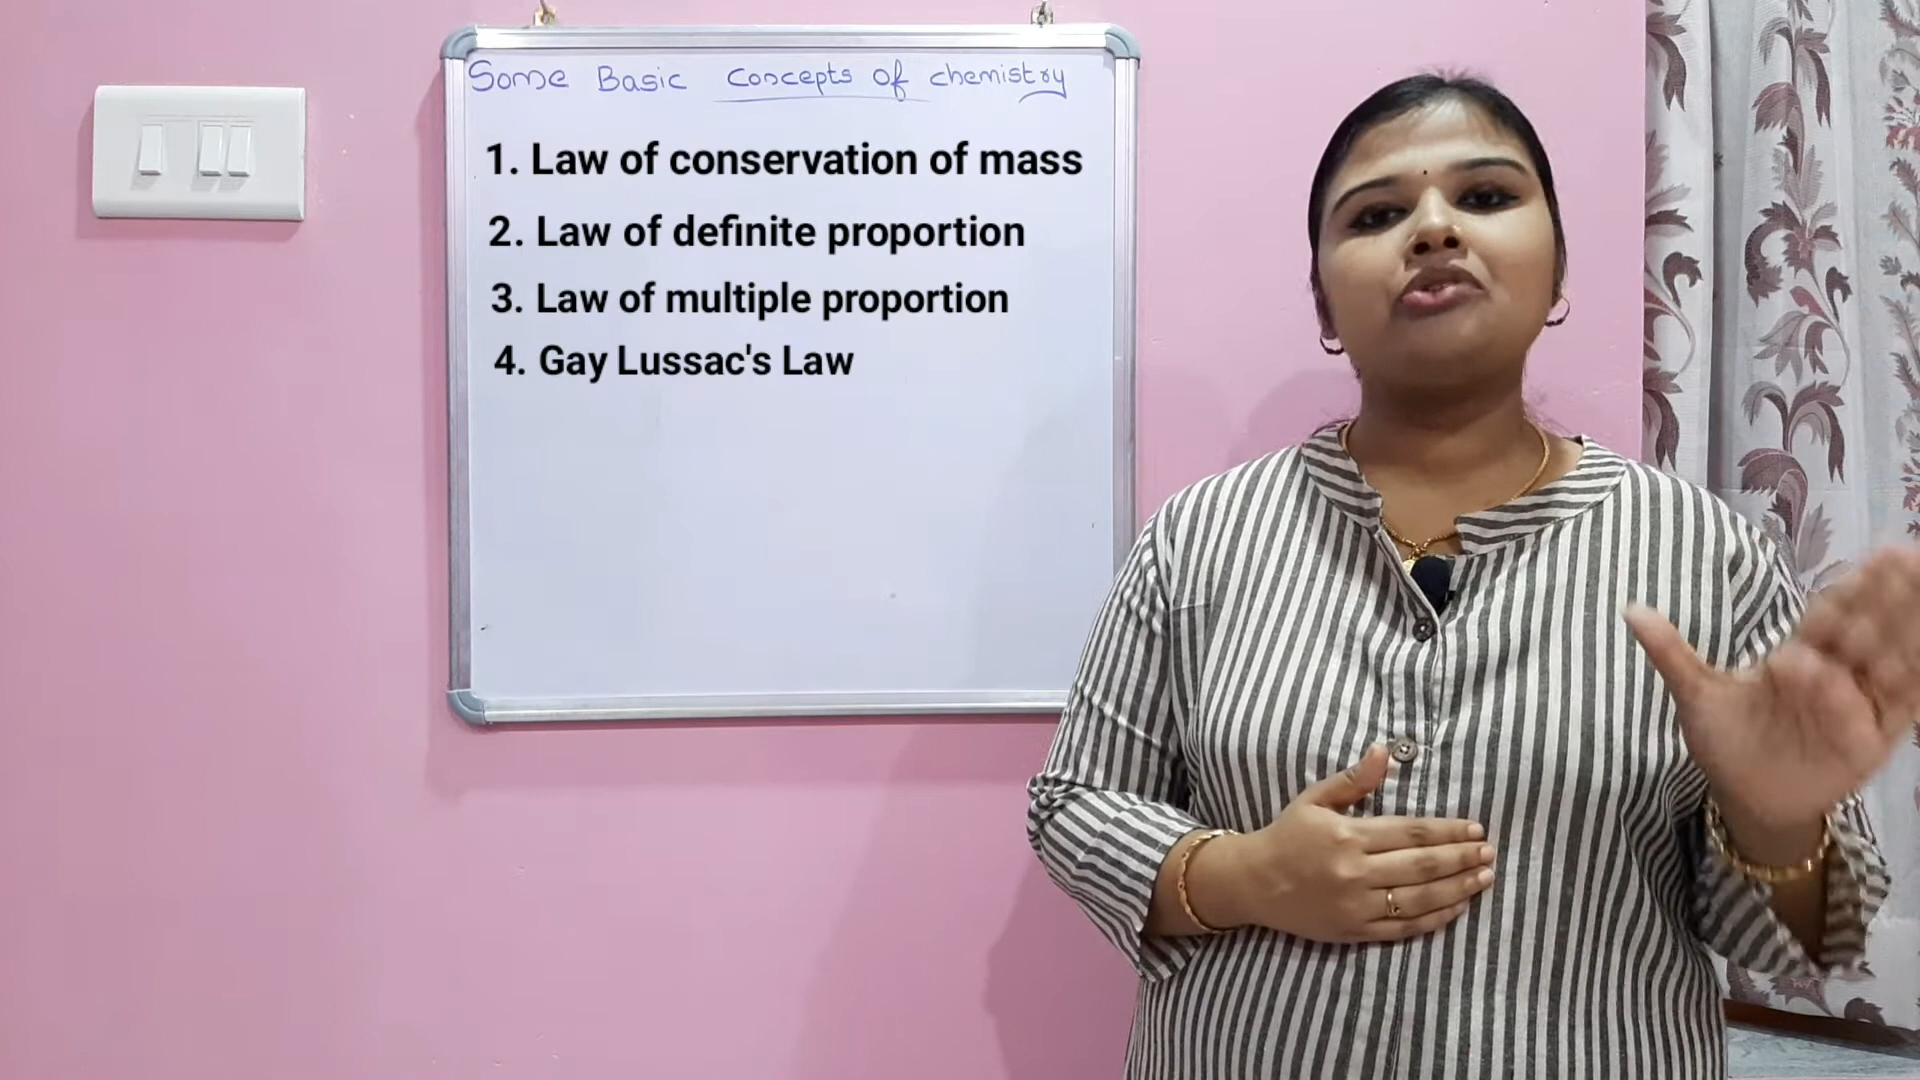 Some Basic Concepts of chemistry
1. Law of conservation of mass
2. Law of definite proportion
3. Law of multiple proportion
4. Gay Lussac's Law